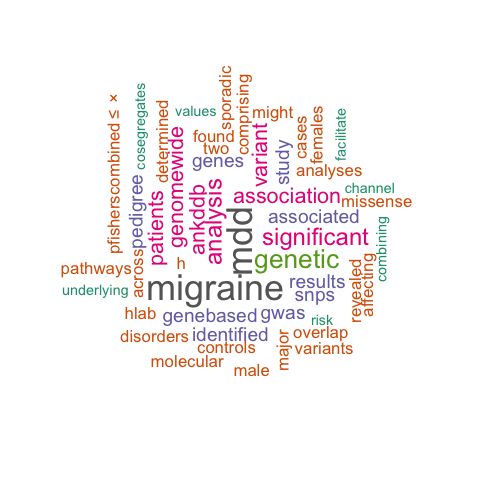 sporadic
comprising
cosegregates
values
might
× 
pfisherscombined ≤
determined
found
two
genes
variant
study
cases
females
facilitate
analyses
pedigree
patients
genomewide
ankddb
analysis
association
channel
missense
associated
mdd
significant
genetic
combining
pathways
across
h
underlying
migraine
results
snps
revealed
affecting
hlab
genebased
gwas
risk
disorders
identified
major
overlap
controls
variants
molecular
male